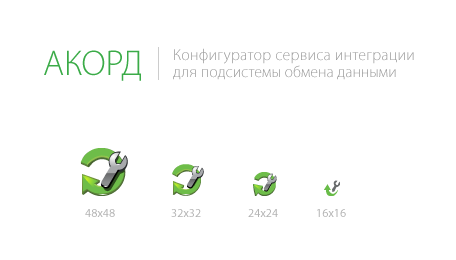 АКОРД
Конфигуратор сервиса интеграции
для подсистемы обмена данными
48x48
32x32
24x24
16x16